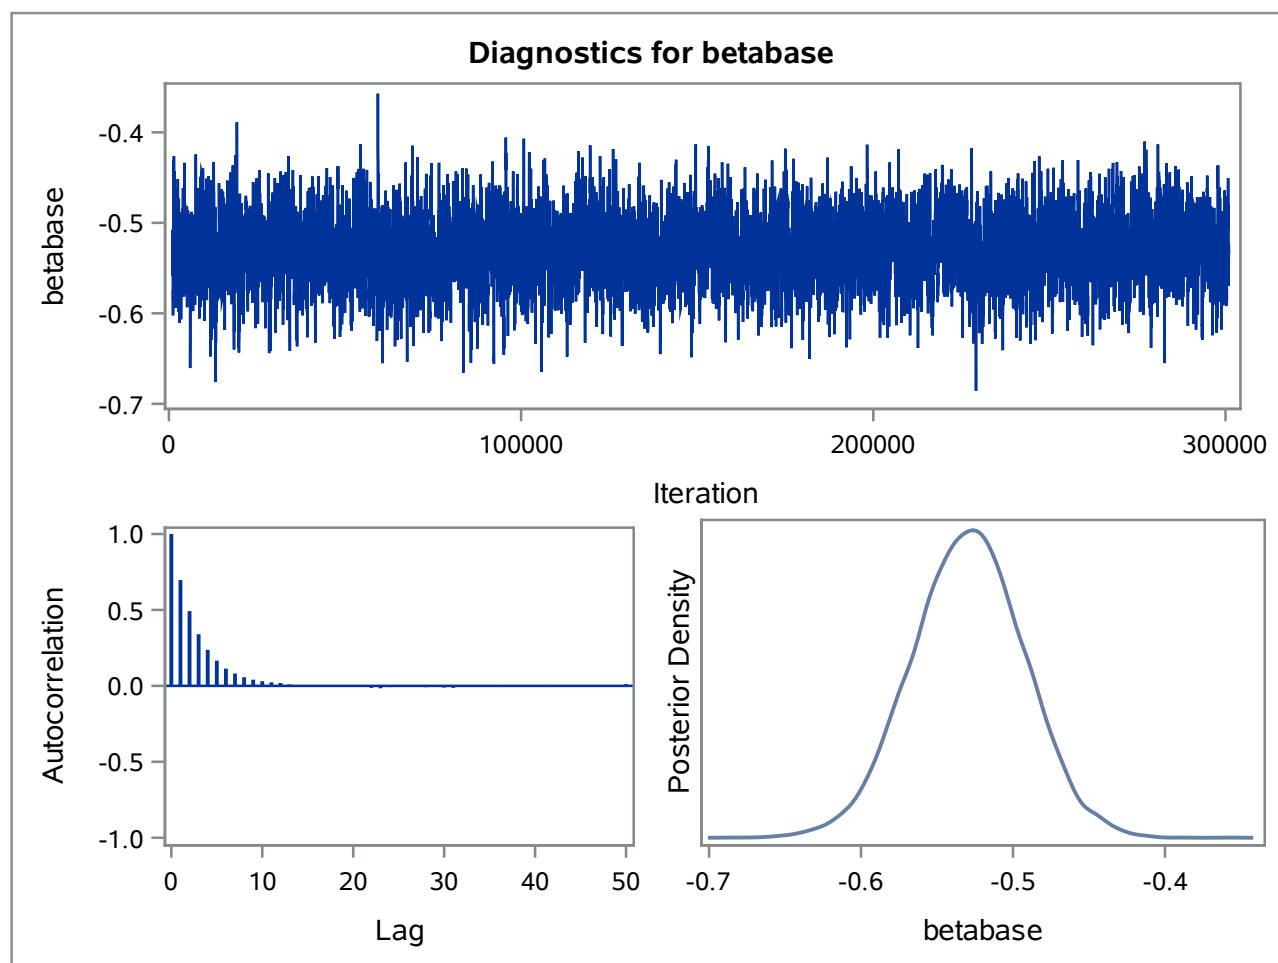 Diagnostics for betabase
betabase
-0.4
-0.5
-0.6
-0.7
0 100000 200000 300000
Iteration
Autocorrelation
1.0
0.5
0.0
-0.5
-1.0
0 10 20 30 40 50
Lag
Posterior Density
-0.7 -0.6 -0.5 -0.4
betabase